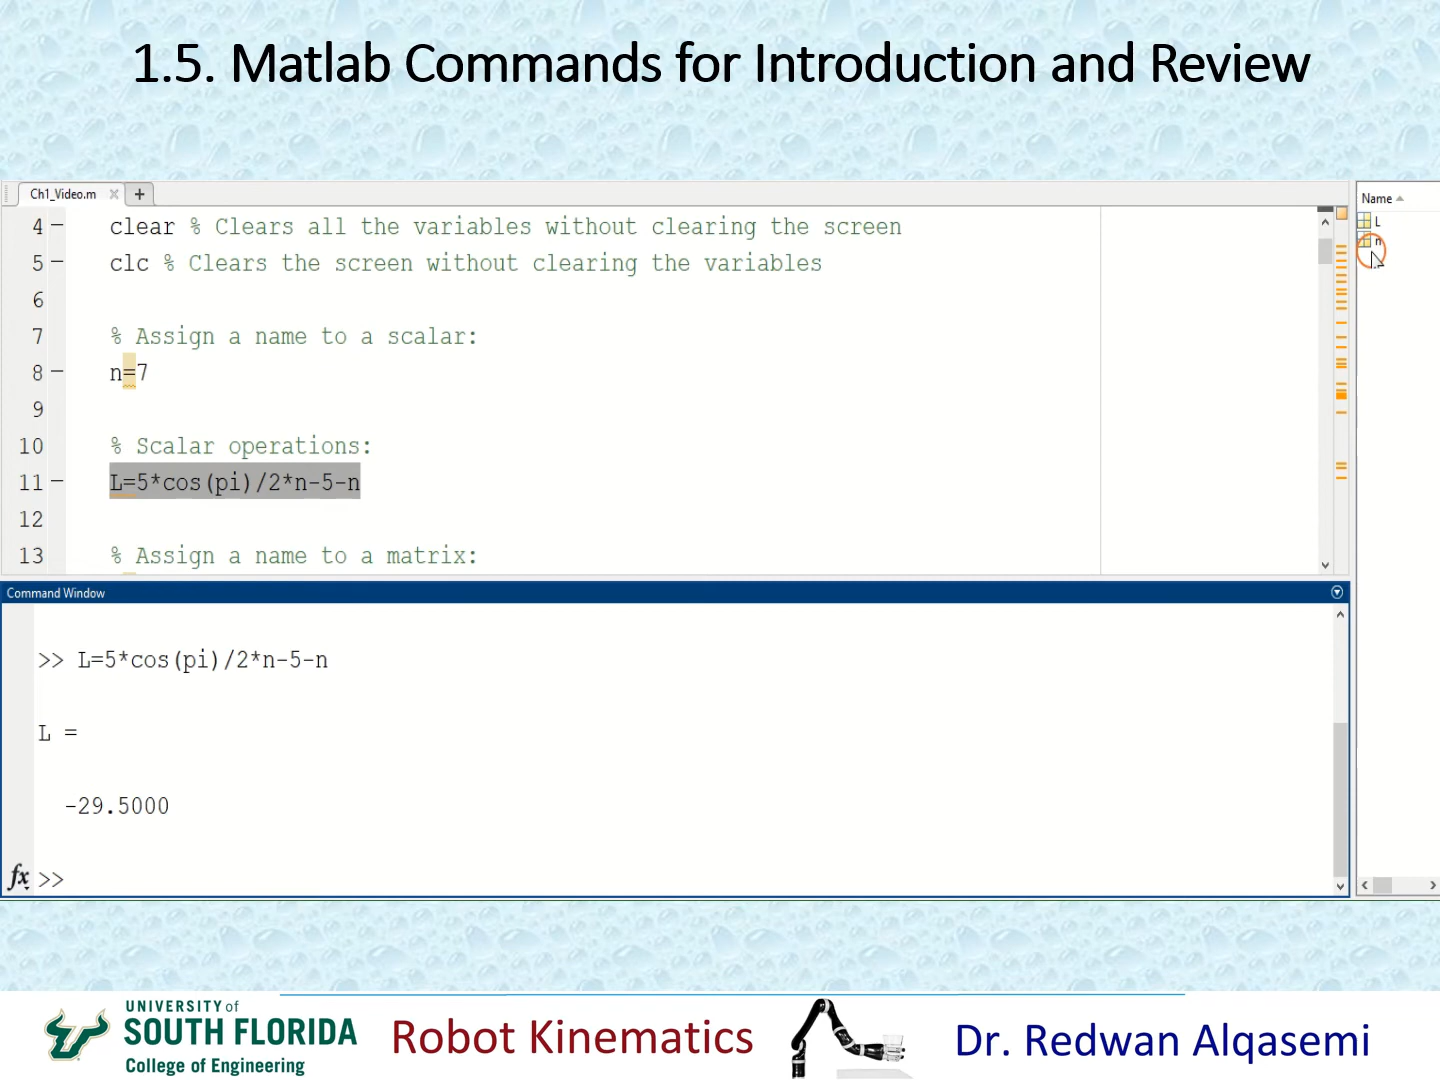 1.5. Matlab Commands for Introduction and Review
Ch1_Video.m
Name
4 clear % Clears all the variables without clearing the screen
L
n
5 clc % Clears the screen without clearing the variables
6
7 % Assign a name to a scalar:
8 n=7
9
10 % Scalar operations:
11 L=5*cos(pi)/2*n-5-n
12
13 % Assign a name to a matrix:
Command Window
>> L=5*cos(pi)/2*n-5-n
L =
-29.5000
fx >>
UNIVERSITY of
SOUTH FLORIDA
College of Engineering
Robot Kinematics
Dr. Redwan Alqasemi